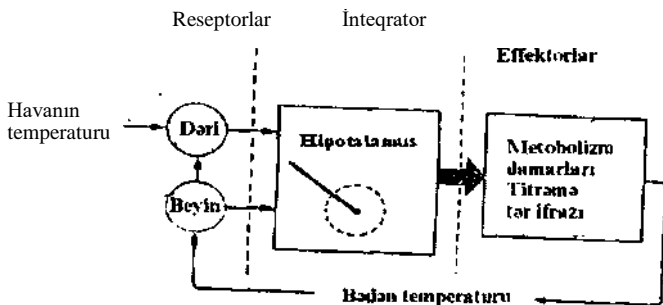 Reseptorlar
İnteqrator
Effektorlar
Havanın
temperaturu
Dəri
Hipotalamus
Beyin
Metobolizm
damarları
Titrəmə
tər ifrazı
Bədən temperaturu